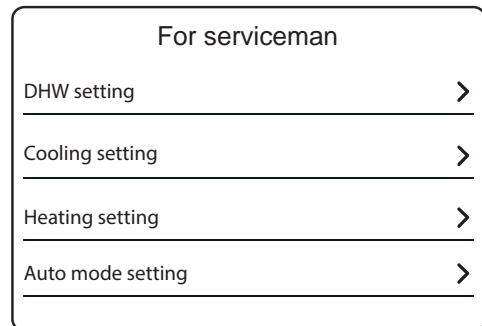 For serviceman
DHW setting
Cooling setting
Heating setting
Auto mode setting